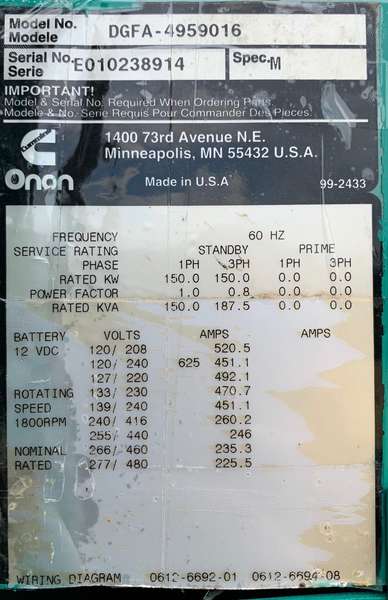 Model No. DGFA-4959016
Modele
Serial No. E010238914 Spec. M
Serie
IMPORTANT!
Model & Serial No. Required When Ordering Parts.
Modele & No. Serie Requis Pour Commander Des Pieces.
Cummins
Onan
1400 73rd Avenue N.E.
Minneapolis, MN 55432 U.S.A.
Made in U.S.A 99-2433
FREQUENCY 60 HZ
SERVICE RATING STANDBY PRIME
PHASE 1PH 3PH 1PH 3PH
RATED KW 150.0 150.0 0.0 0.0
POWER FACTOR 1.0 0.8 0.0 0.0
RATED KVA 150.0 187.5 0.0 0.0
BATTERY VOLTS AMPS AMPS
12 VDC 120/ 208 520.5
120/ 240 625 451.1
127/ 220 492.1
ROTATING 133/ 230 470.7
SPEED 139/ 240 451.1
1800RPM 240/ 416 260.2
255/ 440 246
NOMINAL 266/ 460 235.3
RATED 277/ 480 225.5
WIRING DIAGRAM 0612-6692-01 0612-6694-08